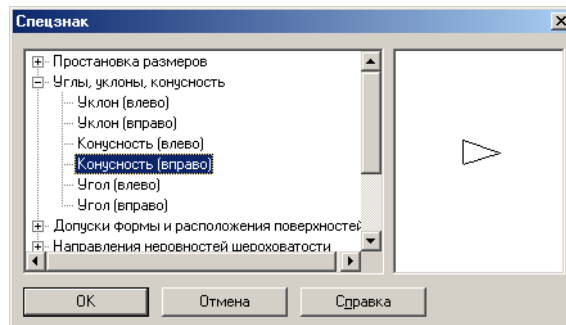 Спецзнак
Простановка размеров
Углы, уклоны, конусность
Уклон (влево)
Уклон (вправо)
Конусность (влево)
Конусность (вправо)
Угол (влево)
Угол (вправо)
Допуски формы и расположения поверхностей
Направления неровностей шероховатости
OK Отмена Справка